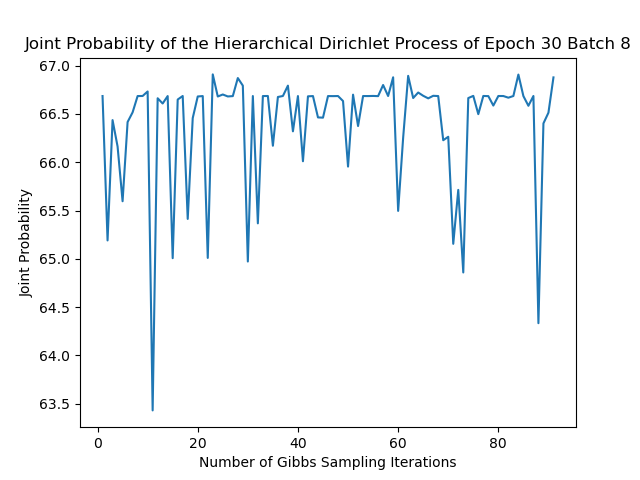 Joint Probability of the Hierarchical Dirichlet Process of Epoch 30 Batch 8
67.0
66.5
66.0
65.5
65.0
64.5
64.0
63.5
Joint Probability
0 20 40 60 80
Number of Gibbs Sampling Iterations